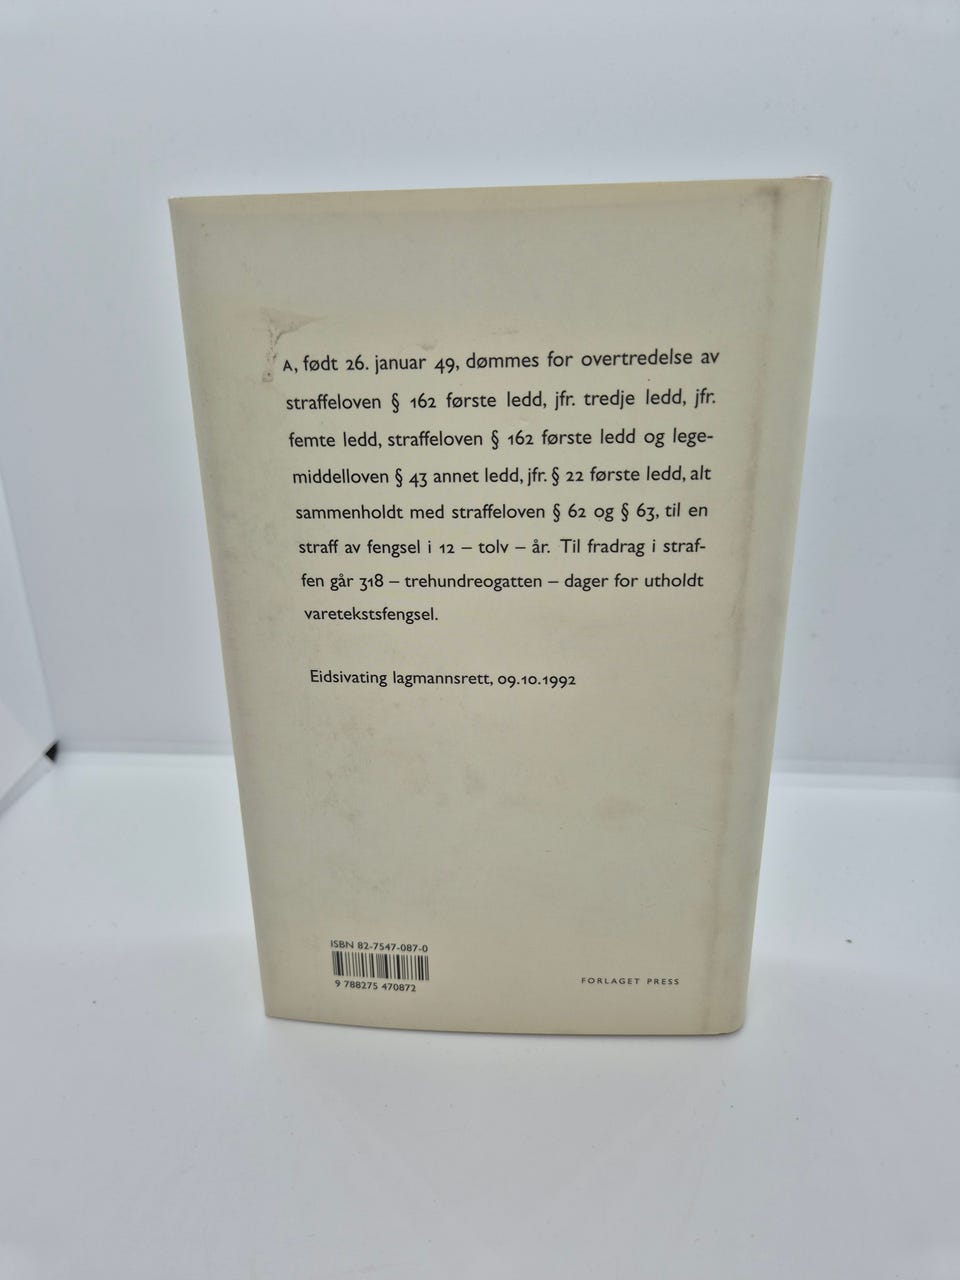 A, født 26. januar 49, dømmes for overtredelse av
straffeloven § 162 første ledd, jfr. tredje ledd, jfr.
femte ledd, straffeloven § 162 første ledd og lege-
middelloven § 43 annet ledd, jfr. § 22 første ledd, alt
sammenholdt med straffeloven § 62 og § 63, til en
straff av fengsel i 12 – tolv – år. Til fradrag i straf-
fen går 318 – trehundreogatten – dager for utholdt
varetekstsfengsel.
Eidsivating lagmannsrett, 09.10.1992
ISBN 82-7547-087-0
9 788275 470872
FORLAGET PRESS